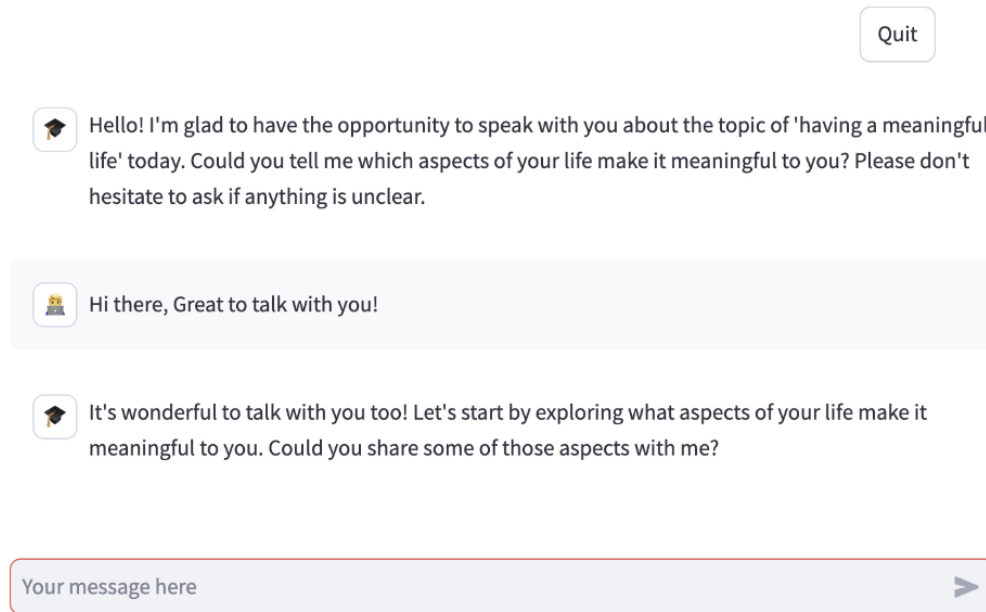 Quit
Hello! I'm glad to have the opportunity to speak with you about the topic of 'having a meaningful
life' today. Could you tell me which aspects of your life make it meaningful to you? Please don't
hesitate to ask if anything is unclear.
Hi there, Great to talk with you!
It's wonderful to talk with you too! Let's start by exploring what aspects of your life make it
meaningful to you. Could you share some of those aspects with me?
Your message here